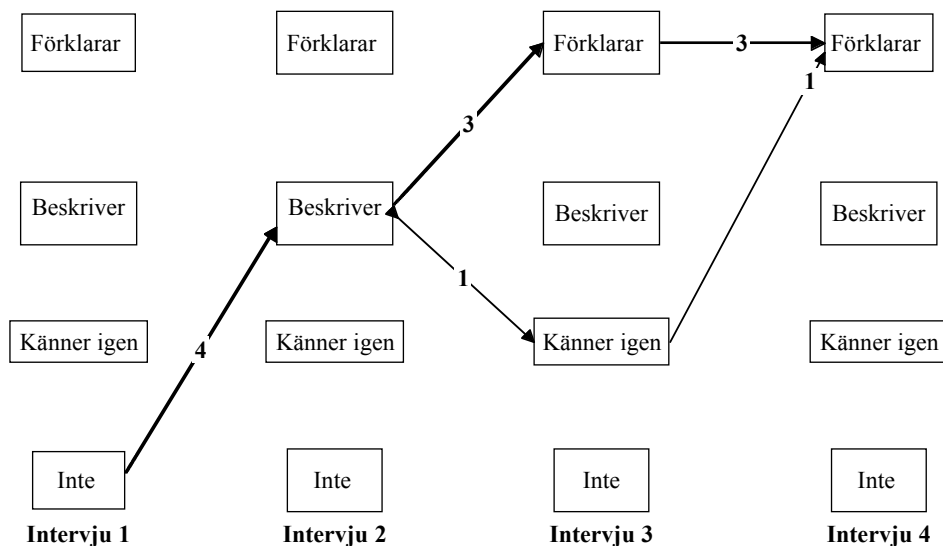 Förklarar
Förklarar
Förklarar
3
Förklarar
1
3
Beskriver
Beskriver
Beskriver
Beskriver
1
Känner igen
4
Känner igen
Känner igen
Känner igen
Inte
Inte
Inte
Inte
Intervju 1
Intervju 2
Intervju 3
Intervju 4